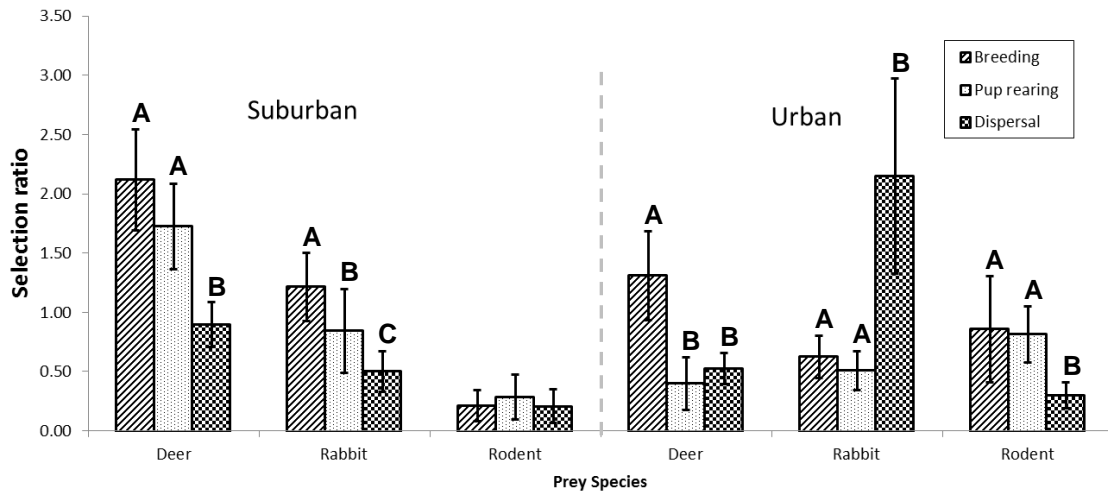 3.50
3.00
2.50
2.00
1.50
1.00
0.50
0.00
Selection ratio
Suburban
Urban
Breeding
Pup rearing
Dispersal
A
A
B
A
B
C
A
B
B
A
A
B
A
A
B
Deer
Rabbit
Rodent
Deer
Rabbit
Rodent
Prey Species